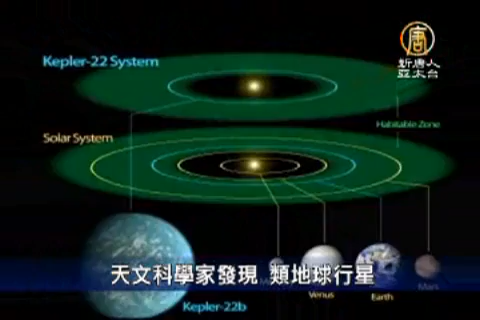 唐
新唐人
亞太台
Kepler-22 System
Habitable Zone
Solar System
天文科學家發現 類地球行星
Venus
Earth
Mars
Kepler-22b